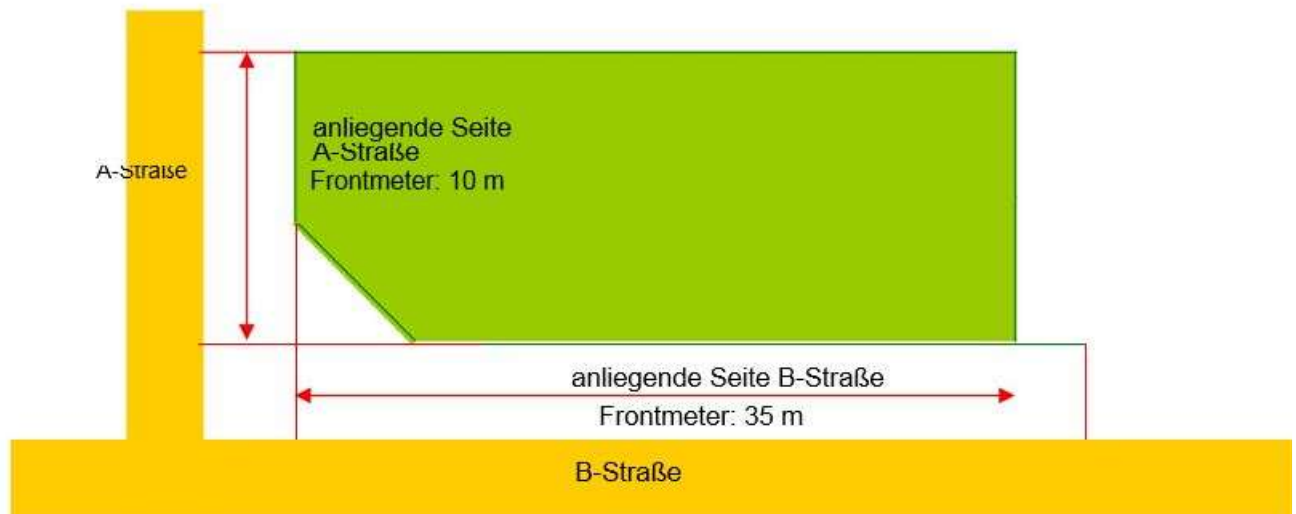 anliegende Seite
A-Straße
Frontmeter: 10 m
A-Straße
anliegende Seite B-Straße
Frontmeter: 35 m
B-Straße